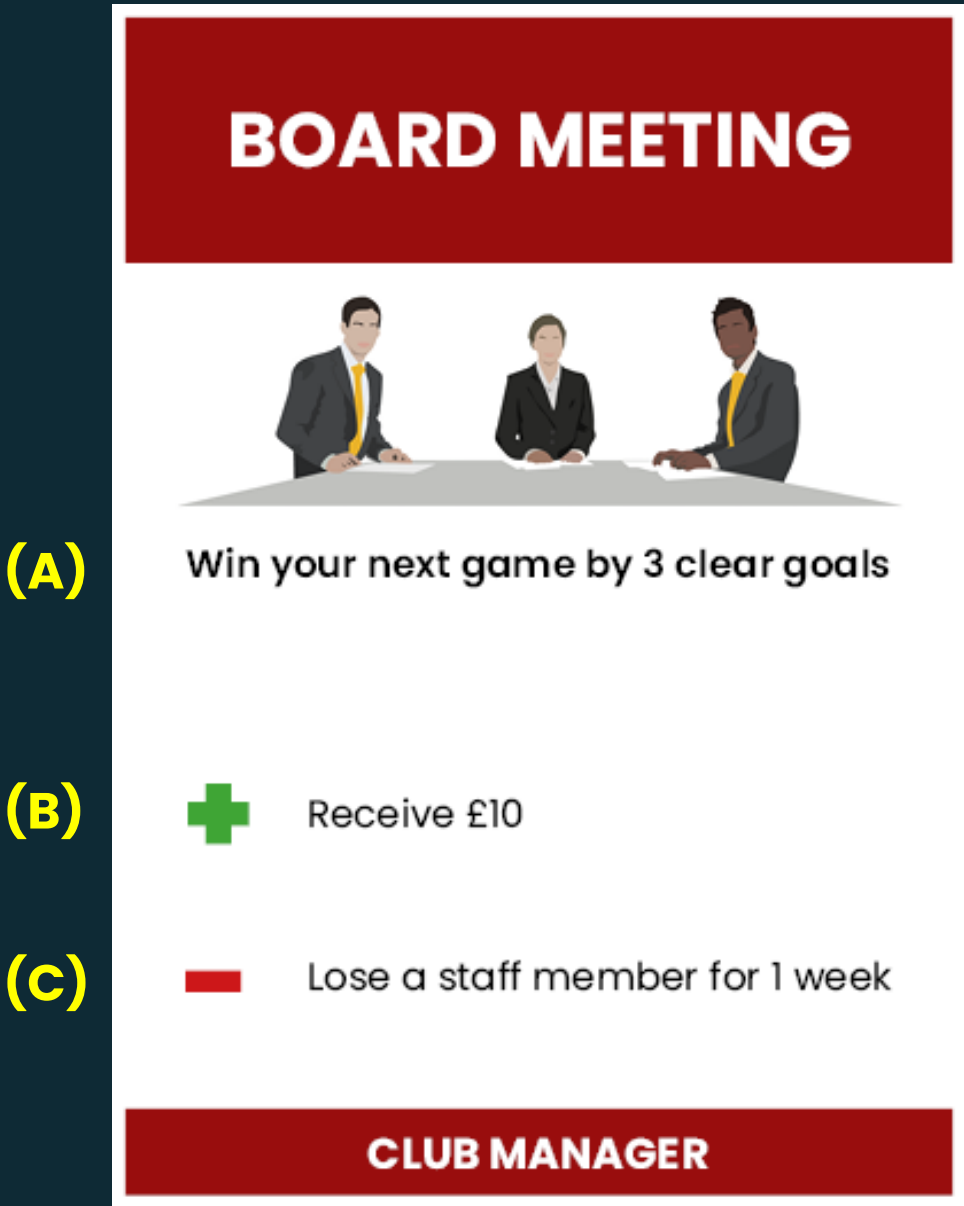 BOARD MEETING
(A) Win your next game by 3 clear goals
(B) Receive £10
(C) Lose a staff member for 1 week
CLUB MANAGER